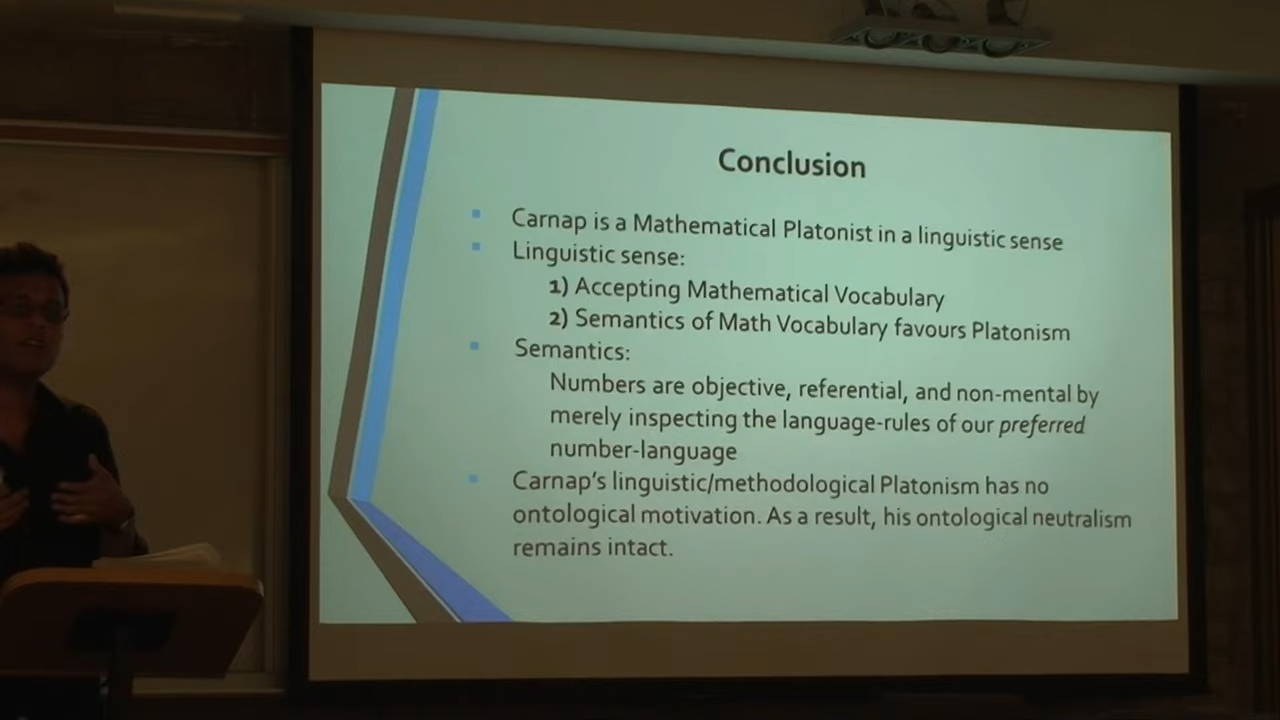 Conclusion
Carnap is a Mathematical Platonist in a linguistic sense
Linguistic sense:
1) Accepting Mathematical Vocabulary
2) Semantics of Math Vocabulary favours Platonism
Semantics:
Numbers are objective, referential, and non-mental by
merely inspecting the language-rules of our preferred
number-language
Carnap's linguistic/methodological Platonism has no
ontological motivation. As a result, his ontological neutralism
remains intact.